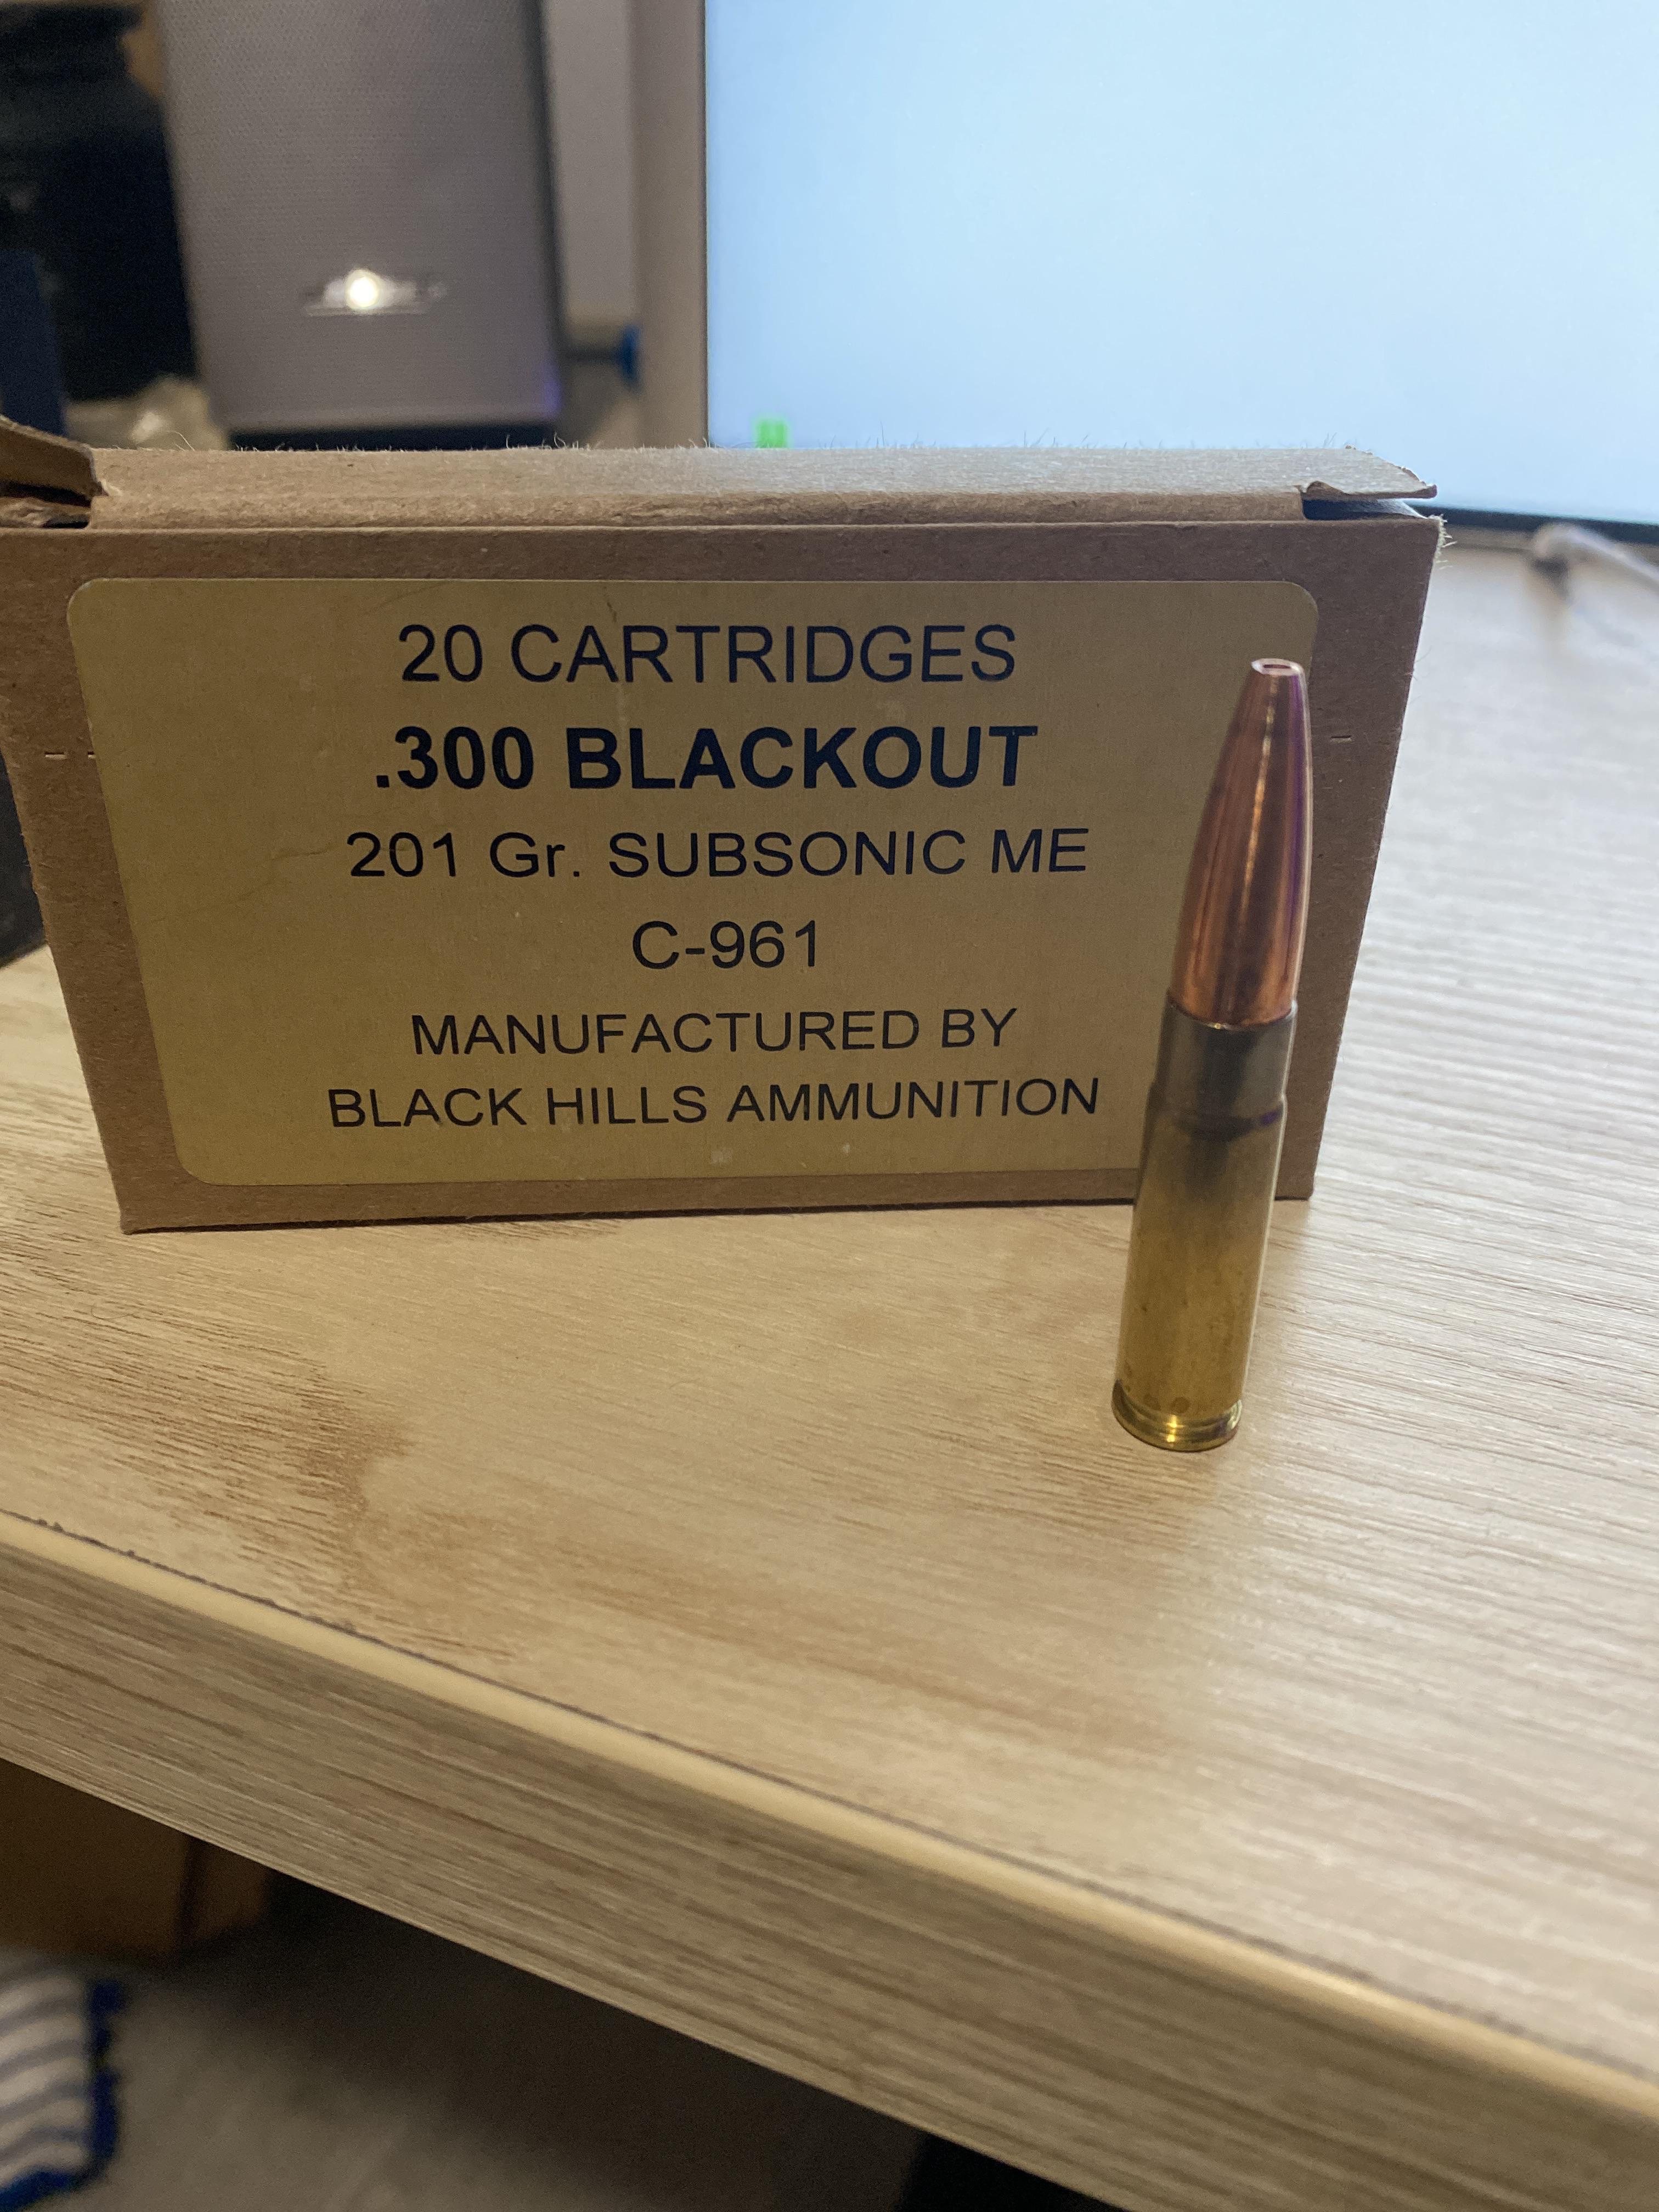 20 CARTRIDGES
.300 BLACKOUT
201 Gr. SUBSONIC ME
C-961
MANUFACTURED BY
BLACK HILLS AMMUNITION